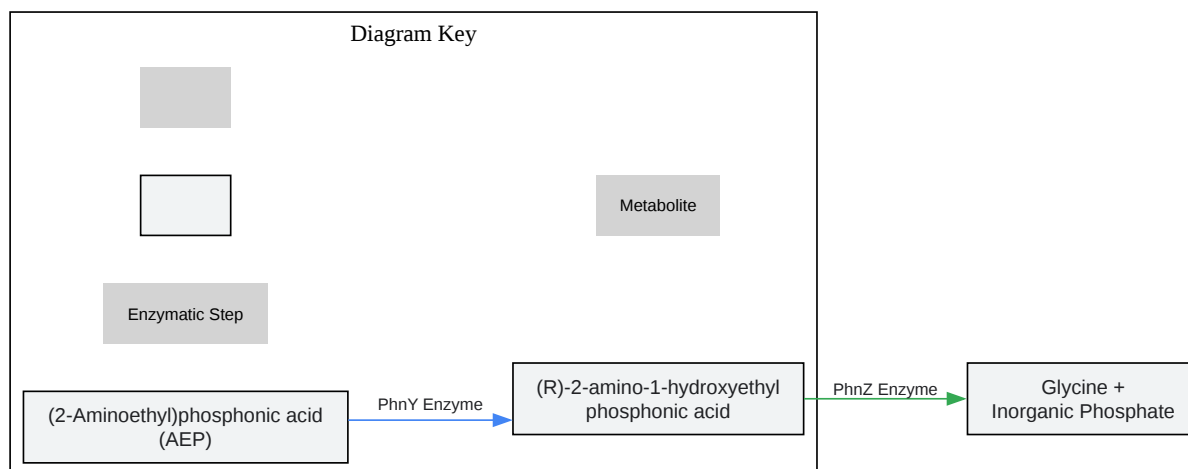 Diagram Key
Metabolite
Enzymatic Step
(2-Aminoethyl)phosphonic acid
(AEP)
PhnY Enzyme
(R)-2-amino-1-hydroxyethyl
phosphonic acid
PhnZ Enzyme
Glycine +
Inorganic Phosphate